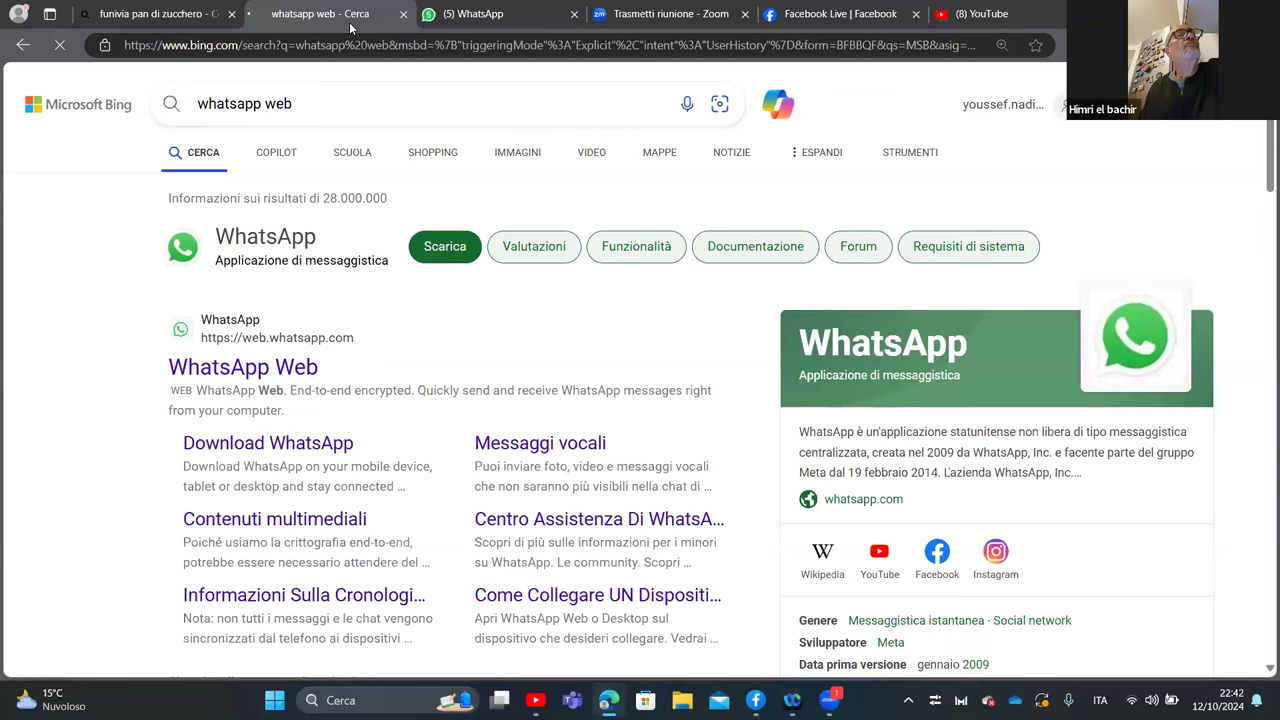 funivia pan di zucchero - C
whatsapp web - Cerca
(5) WhatsApp
Trasmetti riunione - Zoom
Facebook Live | Facebook
(8) YouTube
https://www.bing.com/search?q=whatsapp%20web&msbd=%7B"triggeringMode"%3A"Explicit"%2C"intent"%3A"UserHistory"%7D&form=BFBBQF&qs=MSB&asig=...
Microsoft Bing
whatsapp web
youssef.nadi...
Himri el bachir
CERCA
COPILOT
SCUOLA
SHOPPING
IMMAGINI
VIDEO
MAPPE
NOTIZIE
ESPANDI
STRUMENTI
Informazioni sui risultati di 28.000.000
WhatsApp
Applicazione di messaggistica
Scarica
Valutazioni
Funzionalità
Documentazione
Forum
Requisiti di sistema
WhatsApp
https://web.whatsapp.com
WhatsApp Web
WEB WhatsApp Web. End-to-end encrypted. Quickly send and receive WhatsApp messages right
from your computer.
Download WhatsApp
Download WhatsApp on your mobile device,
tablet or desktop and stay connected ...
Messaggi vocali
Puoi inviare foto, video e messaggi vocali
che non saranno più visibili nella chat di ...
Contenuti multimediali
Poiché usiamo la crittografia end-to-end,
potrebbe essere necessario attendere del ...
Centro Assistenza Di WhatsA...
Scopri di più sulle informazioni per i minori
su WhatsApp. Le community. Scopri ...
Informazioni Sulla Cronologi...
Nota: non tutti i messaggi e le chat vengono
sincronizzati dal telefono ai dispositivi ...
Come Collegare UN Dispositi...
Apri WhatsApp Web o Desktop sul
dispositivo che desideri collegare. Vedrai ...
WhatsApp
Applicazione di messaggistica
WhatsApp è un'applicazione statunitense non libera di tipo messaggistica
centralizzata, creata nel 2009 da WhatsApp, Inc. e facente parte del gruppo
Meta dal 19 febbraio 2014. L'azienda WhatsApp, Inc....
whatsapp.com
Wikipedia
YouTube
Facebook
Instagram
Genere Messaggistica istantanea · Social network
Sviluppatore Meta
Data prima versione gennaio 2009
15°C
Nuvoloso
Cerca
1
ITA
22:42
12/10/2024